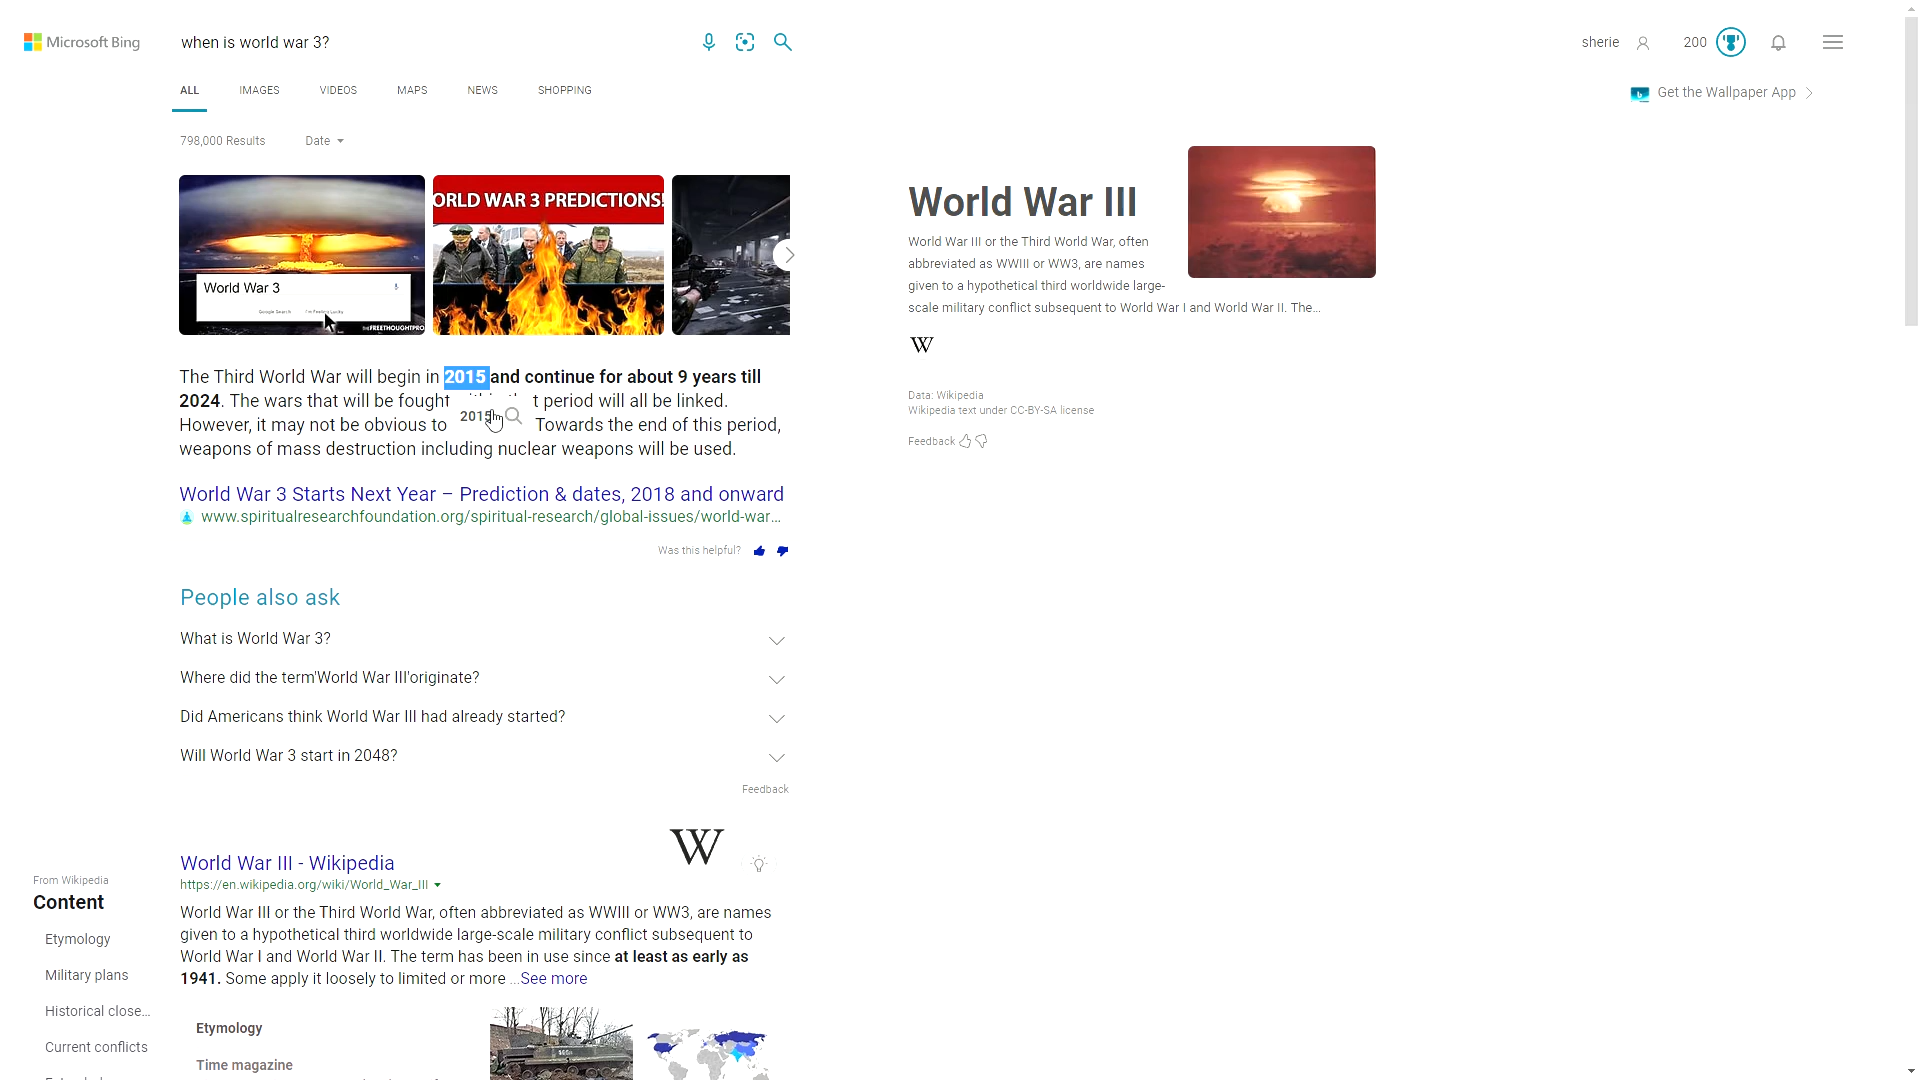 Microsoft Bing
when is world war 3?
sherie
200
ALL
IMAGES
VIDEOS
MAPS
NEWS
SHOPPING
Get the Wallpaper App
798,000 Results
Date
World War 3
Google Search
I'm Feeling Lucky
THEFREETHOUGHTPRO
ORLD WAR 3 PREDICTIONS!
The Third World War will begin in 2015 and continue for about 9 years till
2024. The wars that will be fought t period will all be linked.
However, it may not be obvious to Towards the end of this period,
weapons of mass destruction including nuclear weapons will be used.
2015
World War 3 Starts Next Year – Prediction & dates, 2018 and onward
www.spiritualresearchfoundation.org/spiritual-research/global-issues/world-war...
Was this helpful?
People also ask
What is World War 3?
Where did the term'World War III'originate?
Did Americans think World War III had already started?
Will World War 3 start in 2048?
Feedback
From Wikipedia
Content
Etymology
Military plans
Historical close...
Current conflicts
W
World War III - Wikipedia
https://en.wikipedia.org/wiki/World_War_III
World War III or the Third World War, often abbreviated as WWIII or WW3, are names
given to a hypothetical third worldwide large-scale military conflict subsequent to
World War I and World War II. The term has been in use since at least as early as
1941. Some apply it loosely to limited or more ...See more
Etymology
Time magazine
World War III
World War III or the Third World War, often
abbreviated as WWIII or WW3, are names
given to a hypothetical third worldwide large-
scale military conflict subsequent to World War I and World War II. The...
W
Data: Wikipedia
Wikipedia text under CC-BY-SA license
Feedback